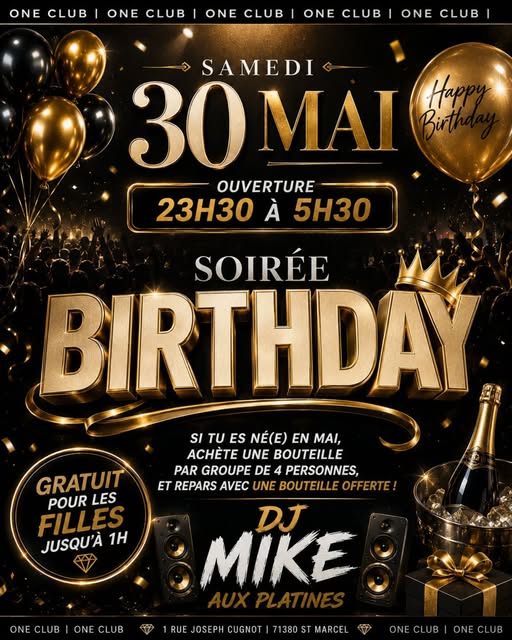 ONE CLUB | ONE CLUB | ONE CLUB | ONE CLUB | ONE CLUB |
SAMEDI
30 MAI
Happy
Birthday
OUVERTURE
23H30 À 5H30
SOIRÉE
BIRTHDAY
SI TU ES NÉ(E) EN MAI,
ACHÈTE UNE BOUTEILLE
PAR GROUPE DE 4 PERSONNES,
ET REPARS AVEC UNE BOUTEILLE OFFERTE !
GRATUIT
POUR LES
FILLES
JUSQU'À 1H
DJ
MIKE
AUX PLATINES
ONE CLUB | ONE CLUB 1 RUE JOSEPH CUGNOT | 71380 ST MARCEL ONE CLUB | ONE CLUB